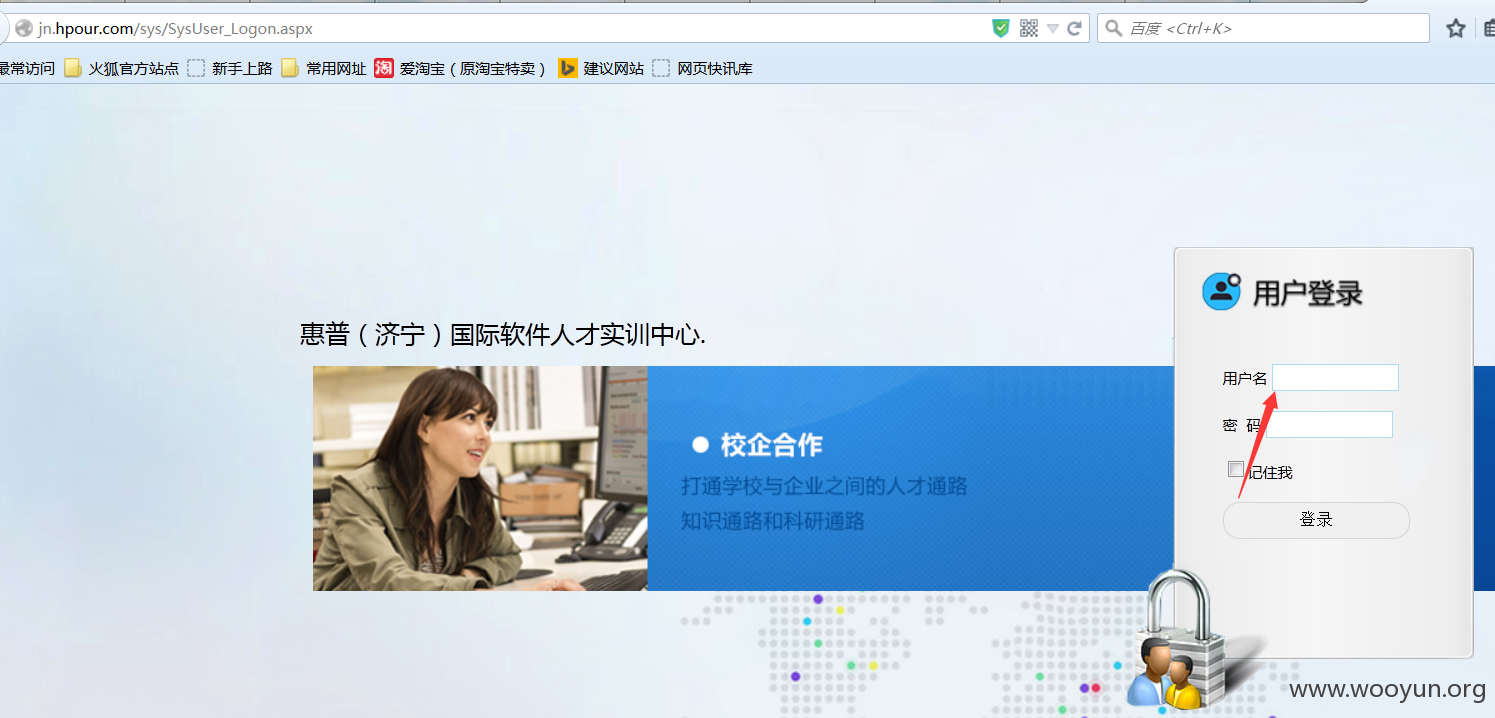 jn.hpour.com/sys/SysUser_Logon.aspx
百度 <Ctrl+K>
最常访问 火狐官方站点 新手上路 常用网址 淘 爱淘宝（原淘宝特卖） 建议网站 网页快讯库
用户登录
惠普（济宁）国际软件人才实训中心.
用户名
校企合作
密 码
打通学校与企业之间的人才通路
记住我
知识通路和科研通路
登录
www.wooyun.org